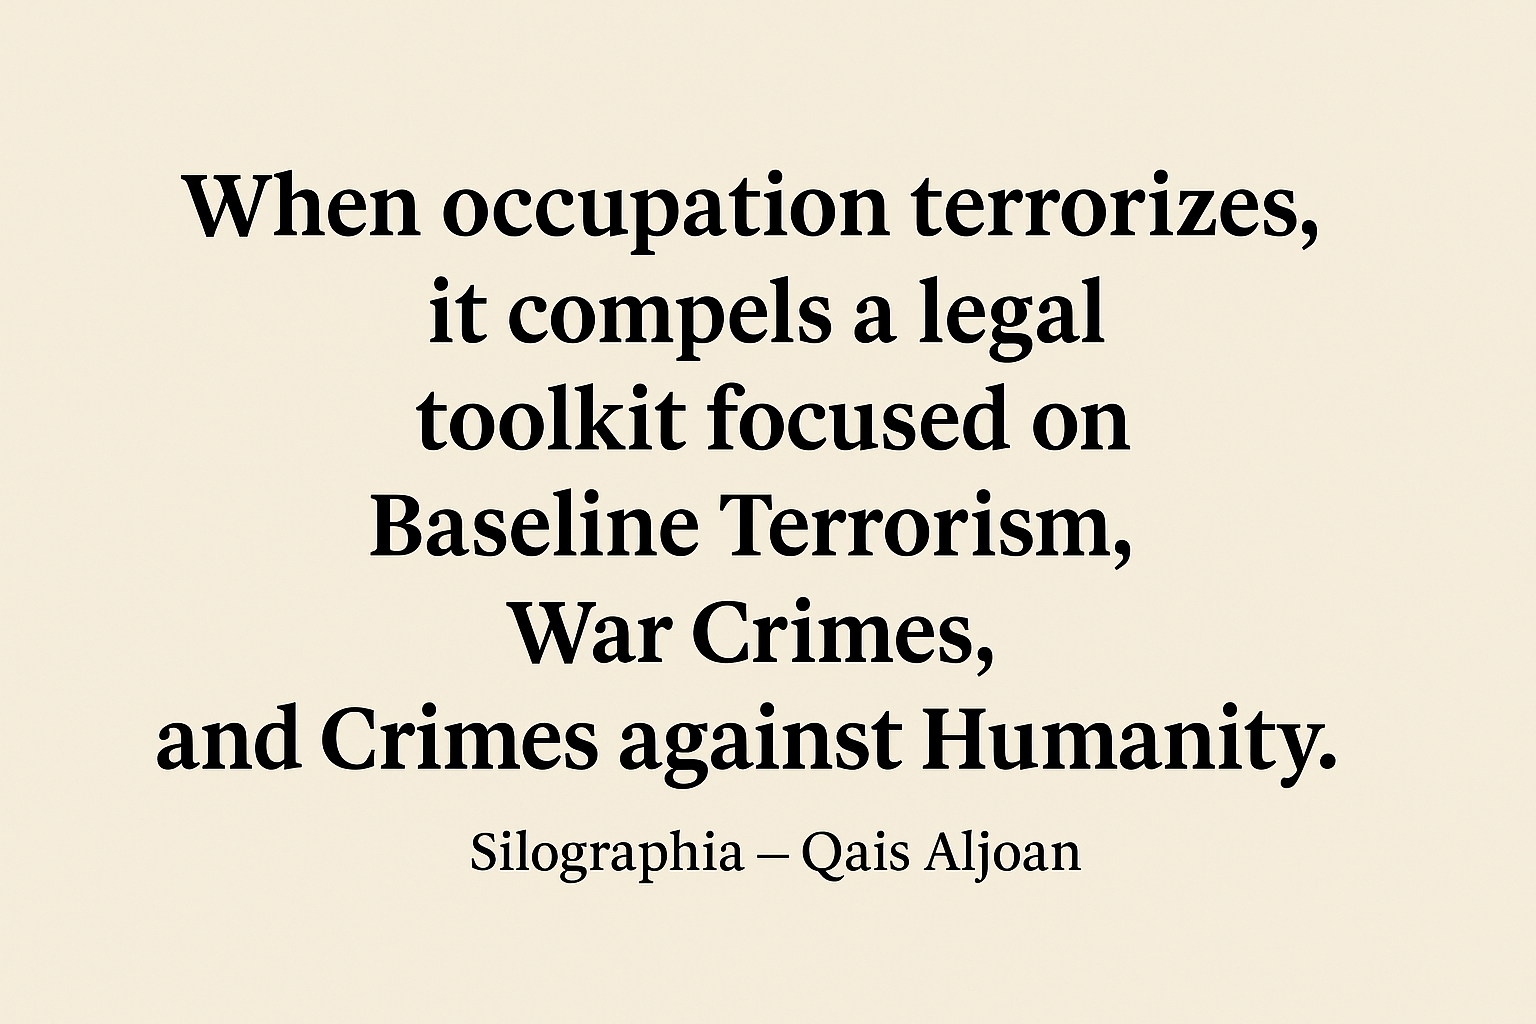 When occupation terrorizes,
it compels a legal
toolkit focused on
Baseline Terrorism,
War Crimes,
and Crimes against Humanity.
Silographia – Qais Aljoan